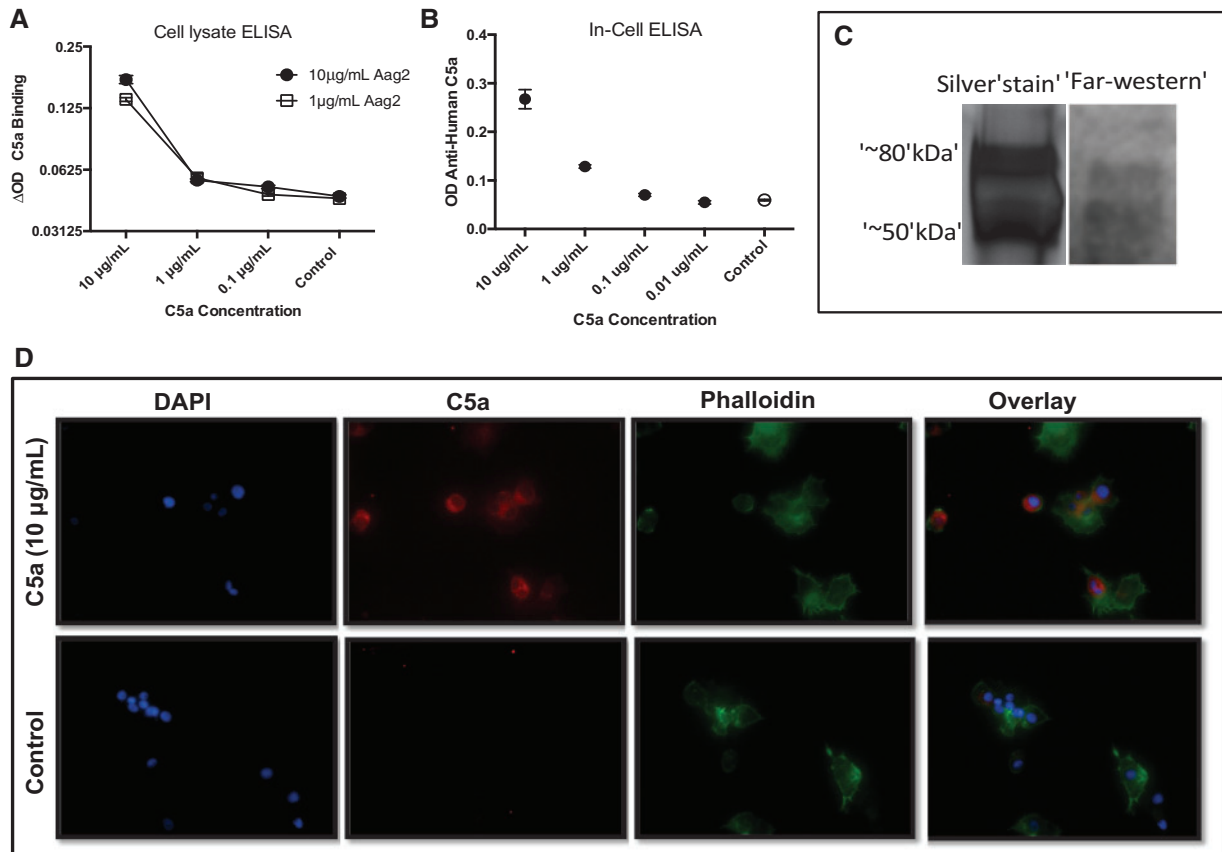 A
Cell lysate ELISA
0.25
0.125
0.0625
0.03125
ΔOD C5a Binding
10µg/mL Aag2
1µg/mL Aag2
10 µg/mL
1 µg/mL
0.1 µg/mL
Control
C5a Concentration
B
In-Cell ELISA
0.4
0.3
0.2
0.1
0.0
OD Anti-Human C5a
10 ug/mL
1 ug/mL
0.1 ug/mL
0.01 ug/mL
Control
C5a Concentration
C
Silver'stain' 'Far-western'
'~80'kDa'
'~50'kDa'
D
DAPI C5a Phalloidin Overlay
C5a (10 µg/mL)
Control